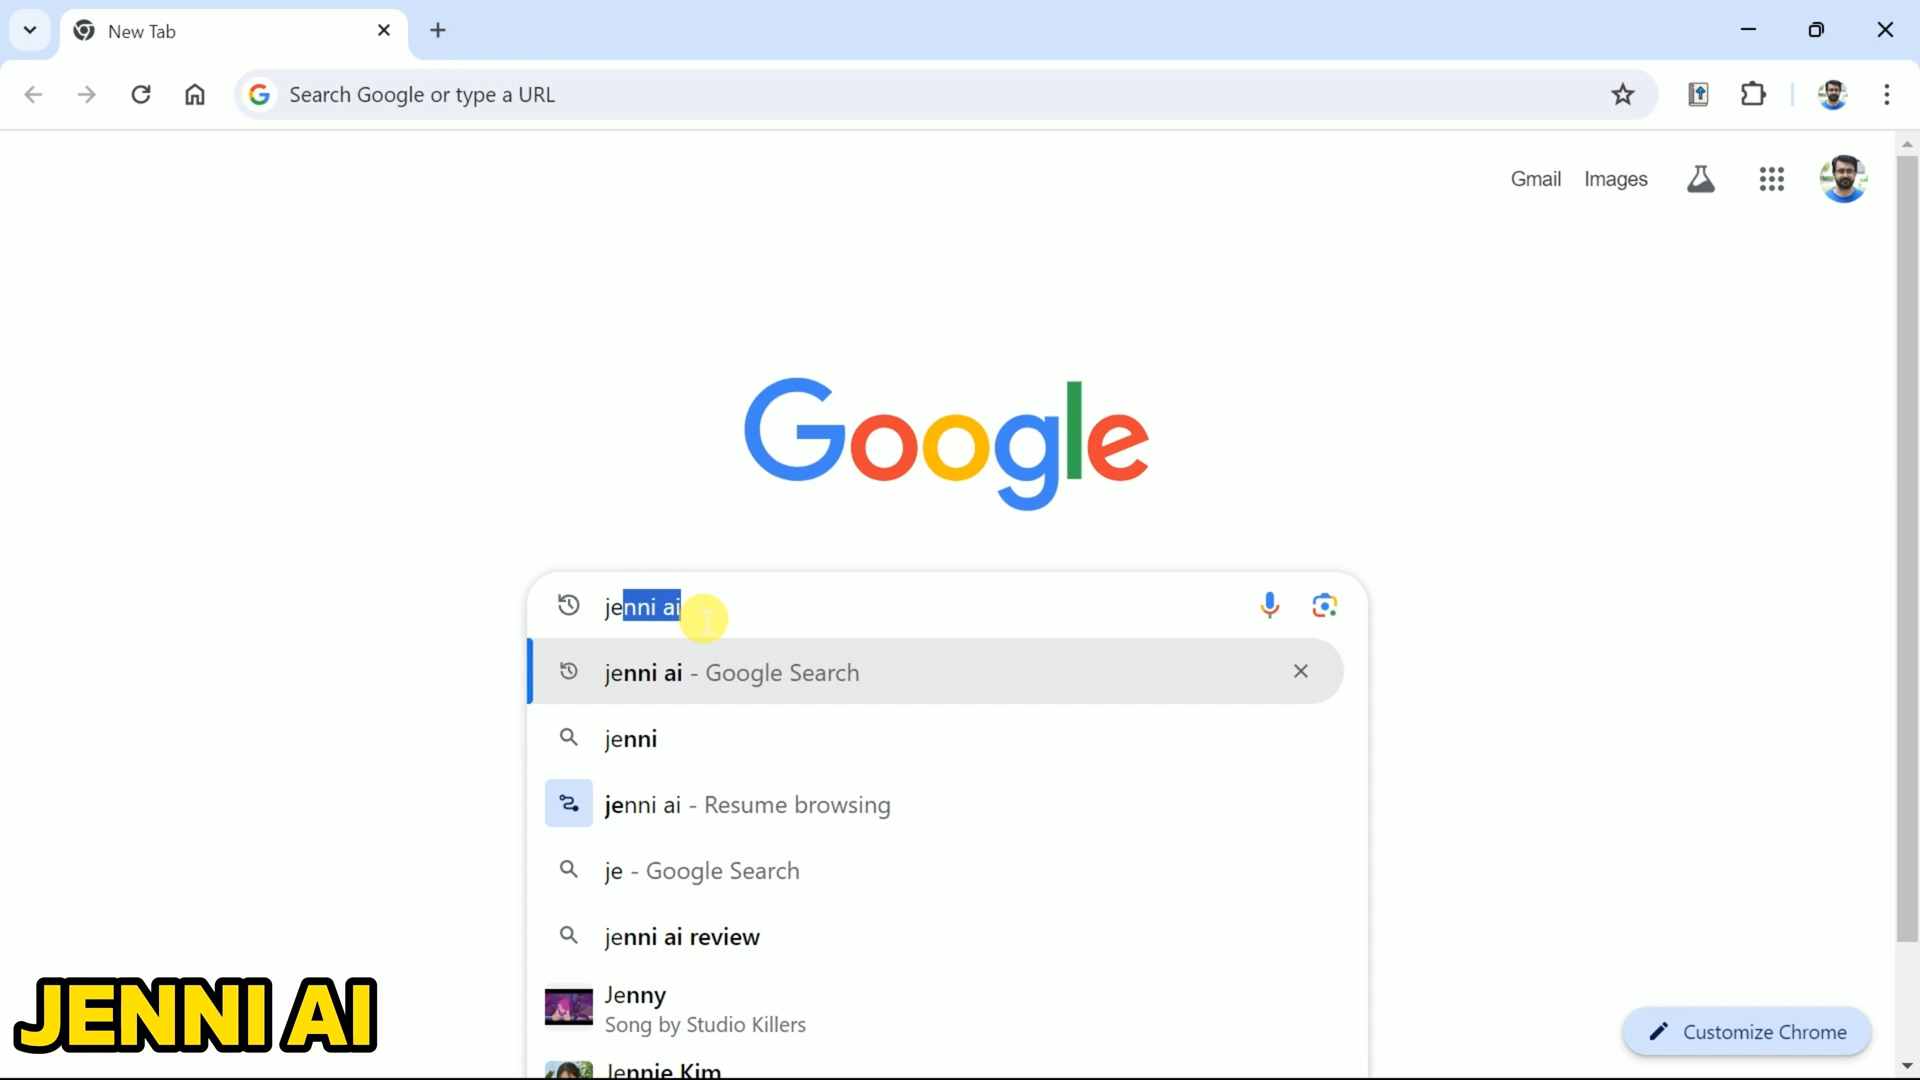 New Tab
Search Google or type a URL
Gmail Images
Google
jenni ai
jenni ai - Google Search
jenni
jenni ai - Resume browsing
je - Google Search
jenni ai review
Jenny
Song by Studio Killers
Jennie Kim
JENNI AI
Customize Chrome